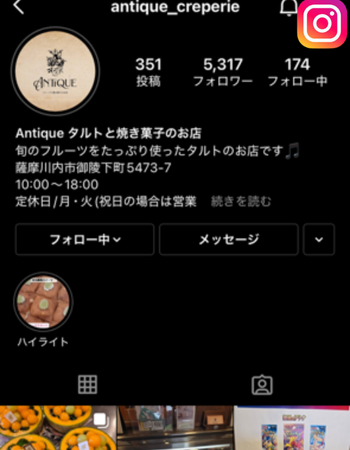 antique_creperie
351 5,317 174
投稿 フォロワー フォロー中
ANTIQUE
Antique タルトと焼き菓子のお店
旬のフルーツをたっぷり使ったタルトのお店です🎵
薩摩川内市御陵下町5473-7
10:00〜18:00
定休日/月・火(祝日の場合は営業 続きを読む
フォロー中 メッセージ
ハイライト